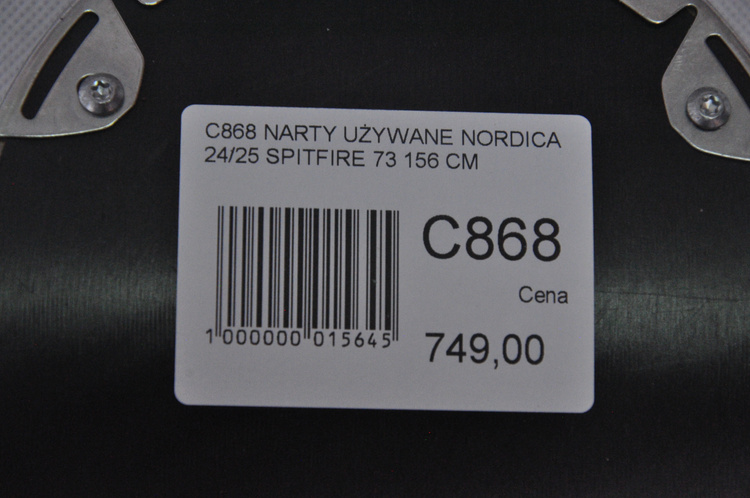 C868 NARTY UŻYWANE NORDICA
24/25 SPITFIRE 73 156 CM
C868
Cena
1 000000 015645
749,00